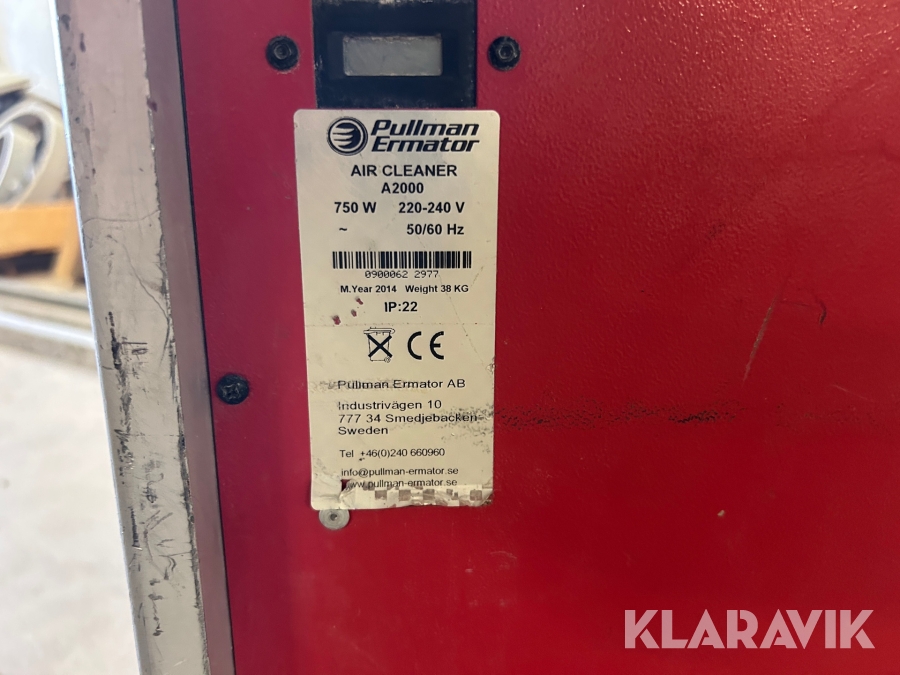 Pullman
Ermator
AIR CLEANER
A2000
750 W 220-240 V
~ 50/60 Hz
0900062 2977
M.Year 2014 Weight 38 KG
IP:22
CE
Pullman Ermator AB
Industrivägen 10
777 34 Smedjebacken
Sweden
Tel +46(0)240 660960
info@pullman-ermator.se
www.pullman-ermator.se
KLARAVIK